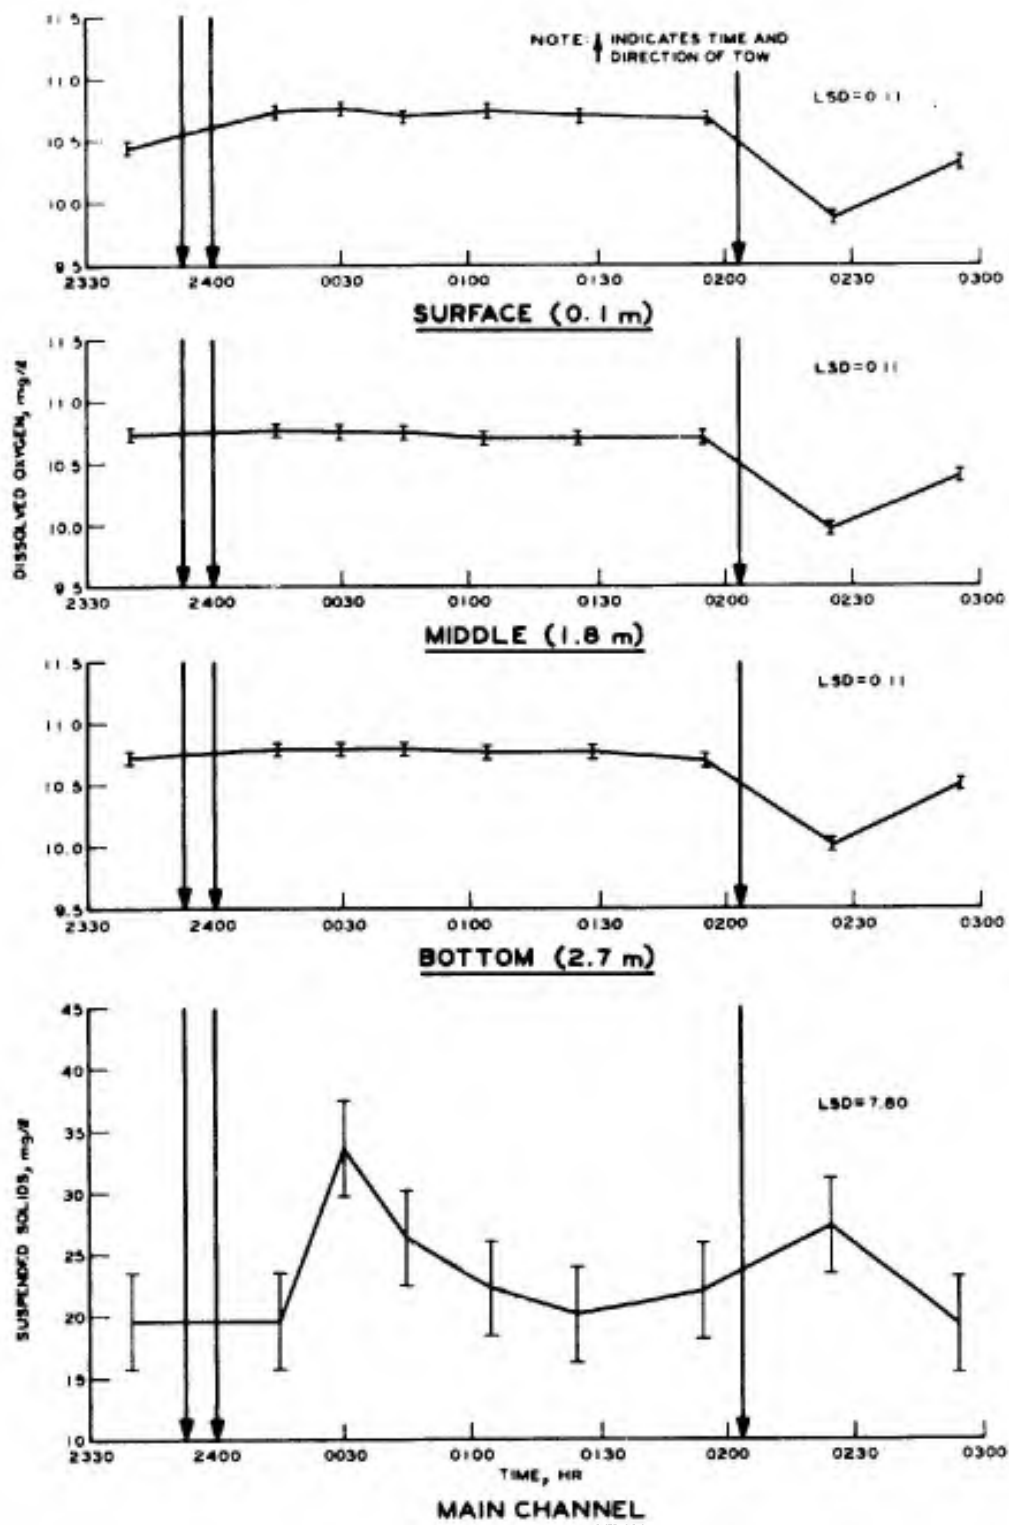 11.5
NOTE: INDICATES TIME AND
DIRECTION OF TOW
11.0
LSD=0.11
10.5
10.0
9.5
2330 2400 0030 0100 0130 0200 0230 0300
SURFACE (0.1 m)
11.5
LSD=0.11
11.0
10.5
10.0
9.5
2330 2400 0030 0100 0130 0200 0230 0300
MIDDLE (1.8 m)
DISSOLVED OXYGEN, mg/ℓ
11.5
LSD=0.11
11.0
10.5
10.0
9.5
2330 2400 0030 0100 0130 0200 0230 0300
BOTTOM (2.7 m)
45
40
LSD=7.80
35
30
25
20
15
10
SUSPENDED SOLIDS, mg/ℓ
2330 2400 0030 0100 0130 0200 0230 0300
TIME, HR
MAIN CHANNEL